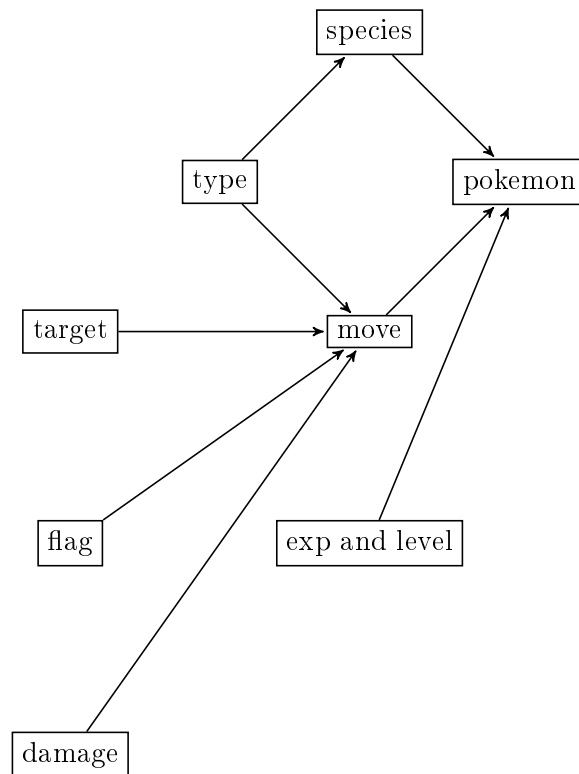 species
type
pokemon
target
move
flag
exp and level
damage